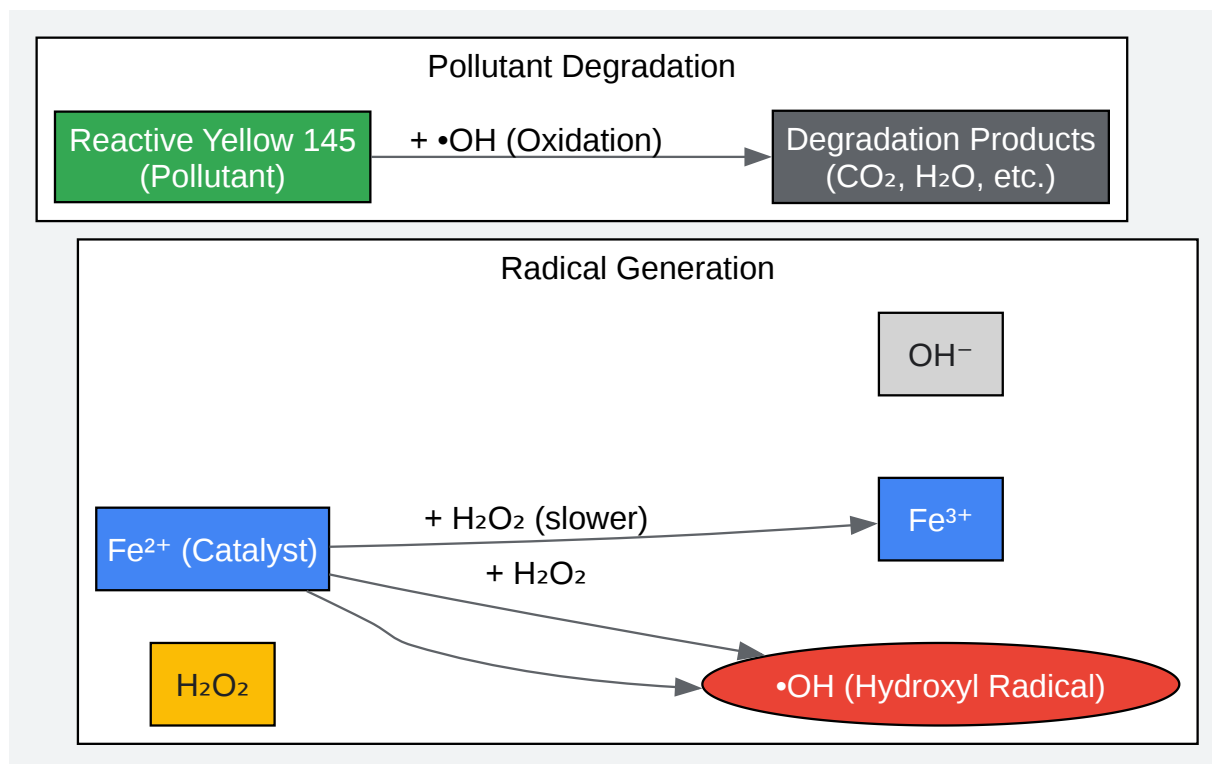 Pollutant Degradation
Reactive Yellow 145
(Pollutant)
+ •OH (Oxidation)
Degradation Products
(CO₂, H₂O, etc.)
Radical Generation
OH⁻
Fe²⁺ (Catalyst)
+ H₂O₂ (slower)
Fe³⁺
+ H₂O₂
H₂O₂
•OH (Hydroxyl Radical)